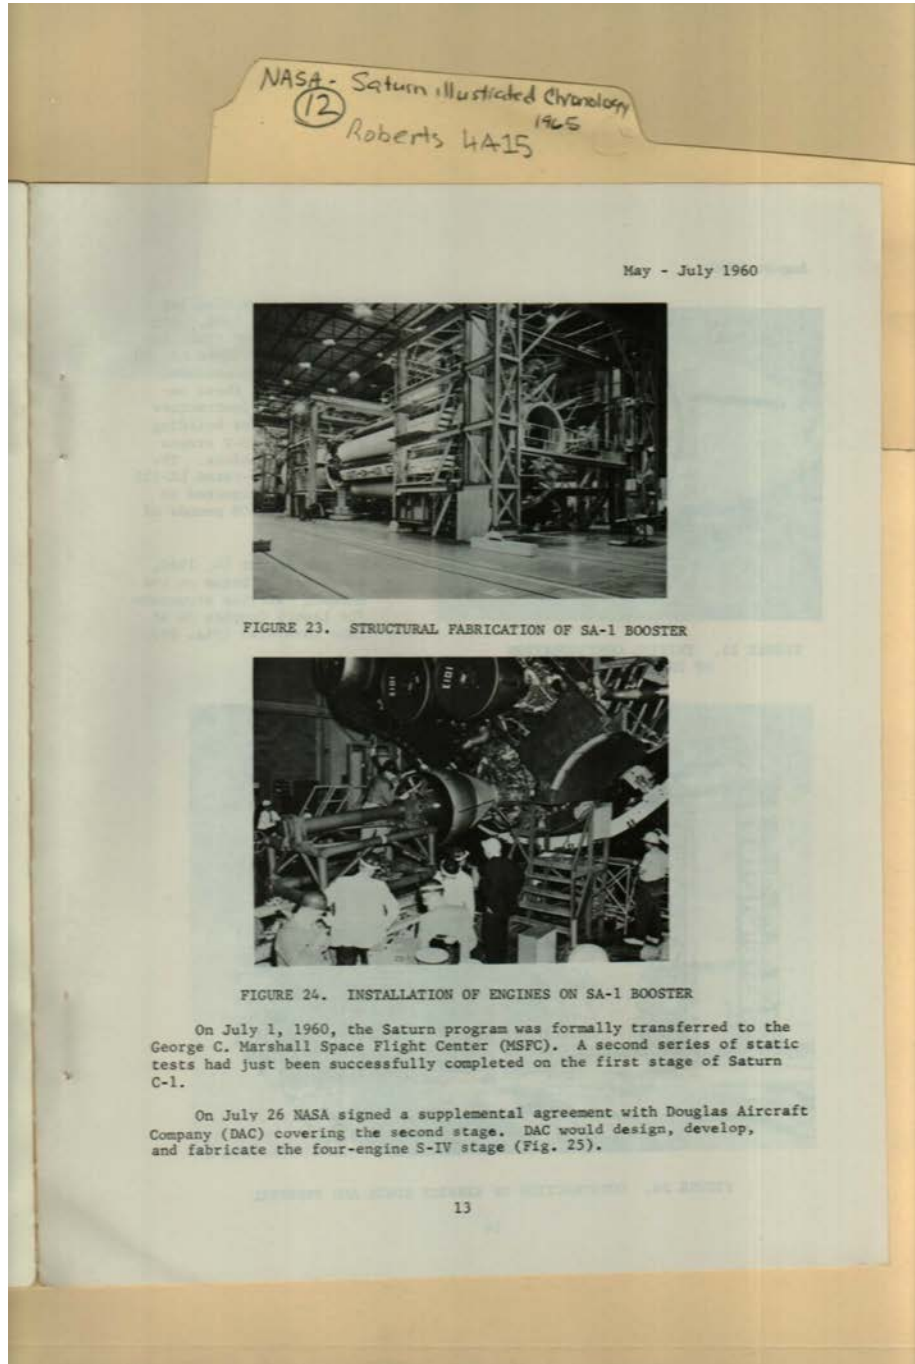 NASA - Saturn illustrated Chronology
12
1965
Roberts 4A15
May - July 1960
FIGURE 23. STRUCTURAL FABRICATION OF SA-1 BOOSTER
FIGURE 24. INSTALLATION OF ENGINES ON SA-1 BOOSTER
On July 1, 1960, the Saturn program was formally transferred to the
George C. Marshall Space Flight Center (MSFC). A second series of static
tests had just been successfully completed on the first stage of Saturn
C-1.
On July 26 NASA signed a supplemental agreement with Douglas Aircraft
Company (DAC) covering the second stage. DAC would design, develop,
and fabricate the four-engine S-IV stage (Fig. 25).
13